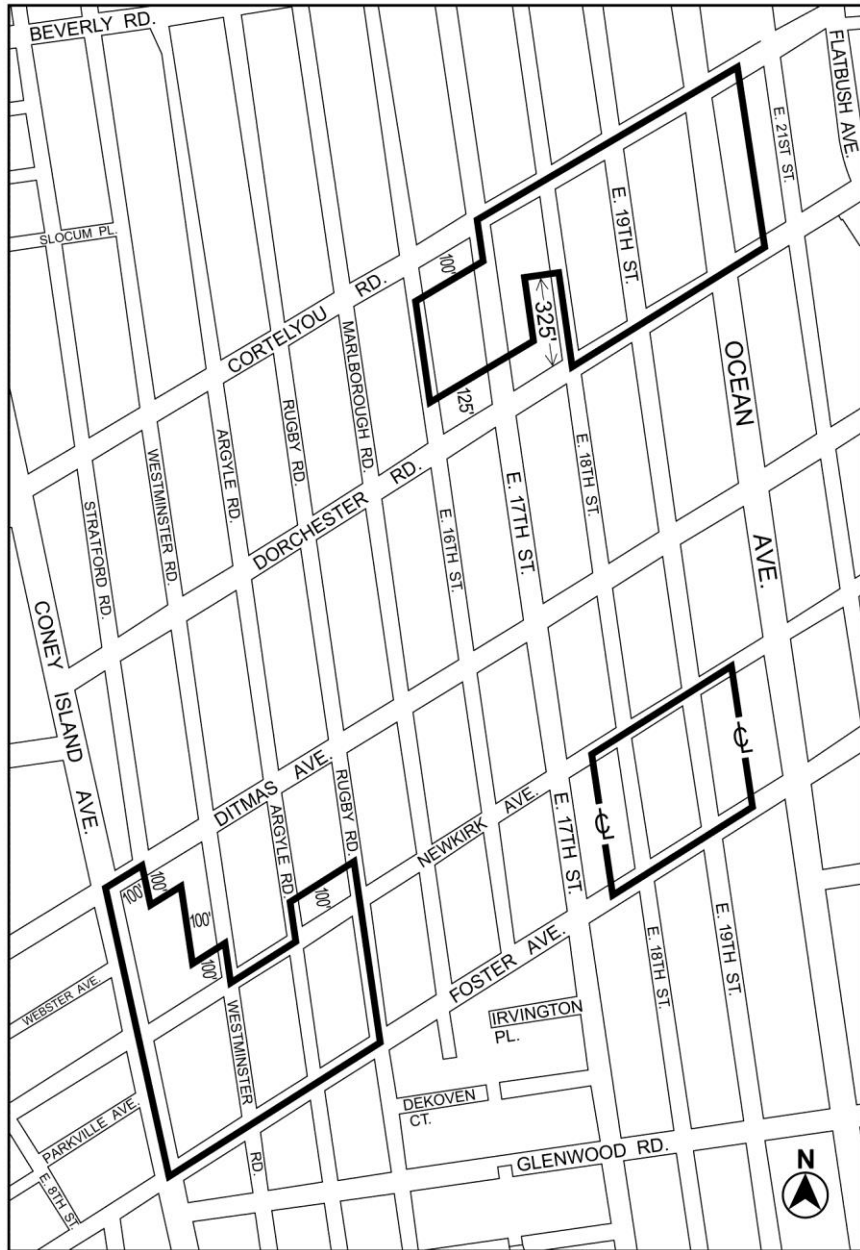 BEVERLY RD.
FLATBUSH AVE.
E. 21ST ST.
SLOCUM PL.
E. 19TH ST.
100'
CORTELYOU RD.
325'
MARLBOROUGH RD.
OCEAN AVE.
125'
RUGBY RD.
ARGYLE RD.
WESTMINSTER RD.
STRATFORD RD.
DORCHESTER RD.
E. 16TH ST.
E. 17TH ST.
E. 18TH ST.
CONEY ISLAND AVE.
DITMAS AVE.
RUGBY RD.
ARGYLE RD.
NEWKIRK AVE.
E. 17TH ST.
100'
100'
100'
100'
100'
FOSTER AVE.
E. 18TH ST.
E. 19TH ST.
WEBSTER AVE.
WESTMINSTER RD.
IRVINGTON
PL.
DEKOVEN
CT.
PARKVILLE AVE.
E. 8TH ST.
GLENWOOD RD.
N